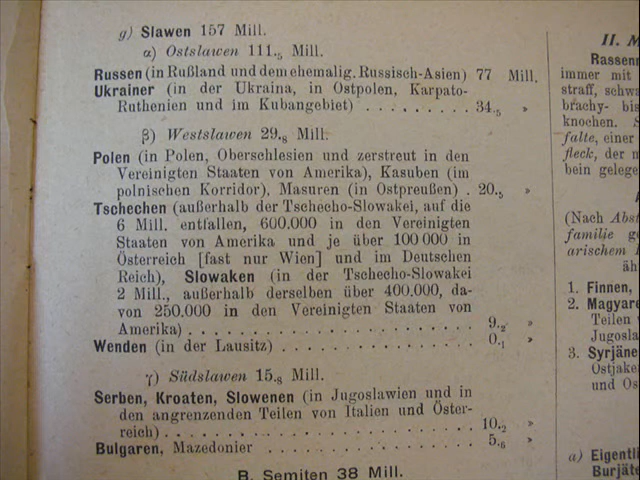 g) Slawen 157 Mill.
α) Ostslawen 111.5 Mill.
Russen (in Rußland und dem ehemalig. Russisch-Asien) 77 Mill.
Ukrainer (in der Ukraina, in Ostpolen, Karpato-
Ruthenien und im Kubangebiet) . . . . . . . . . 34.5 »
β) Westslawen 29.8 Mill.
Polen (in Polen, Oberschlesien und zerstreut in den
Vereinigten Staaten von Amerika), Kasuben (im
polnischen Korridor), Masuren (in Ostpreußen) . 20.5 »
Tschechen (außerhalb der Tschecho-Slowakei, auf die
6 Mill. entfallen, 600.000 in den Vereinigten
Staaten von Amerika und je über 100 000 in
Österreich [fast nur Wien] und im Deutschen
Reich), Slowaken (in der Tschecho-Slowakei
2 Mill., außerhalb derselben über 400.000, da-
von 250.000 in den Vereinigten Staaten von
Amerika) . . . . . . . . . . . . . . . . . . . . . . 9.2 »
Wenden (in der Lausitz) . . . . . . . . . . . . . . 0.1 »
γ) Südslawen 15.8 Mill.
Serben, Kroaten, Slowenen (in Jugoslawien und in
den angrenzenden Teilen von Italien und Öster-
reich) . . . . . . . . . . . . . . . . . . . . . . . . 10.2 »
Bulgaren, Mazedonier . . . . . . . . . . . . . . . 5.6 »
B. Semiten 38 Mill.
II. M
Rassenm
immer mit
straff, schwa
brachy- bis
knochen. S
falte, einer
fleck, der n
bein gelege
(Nach Abst
familie ge
arischem
äh
1. Finnen,
2. Magyare
Teilen
Jugosla
3. Syrjäne
Ostjake
und Os
a) Eigentli
Burjäte